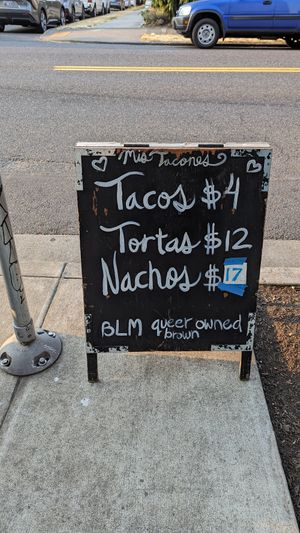 Mis Tacones
Tacos $4
Tortas $12
Nachos $17
BLM queer owned
brown